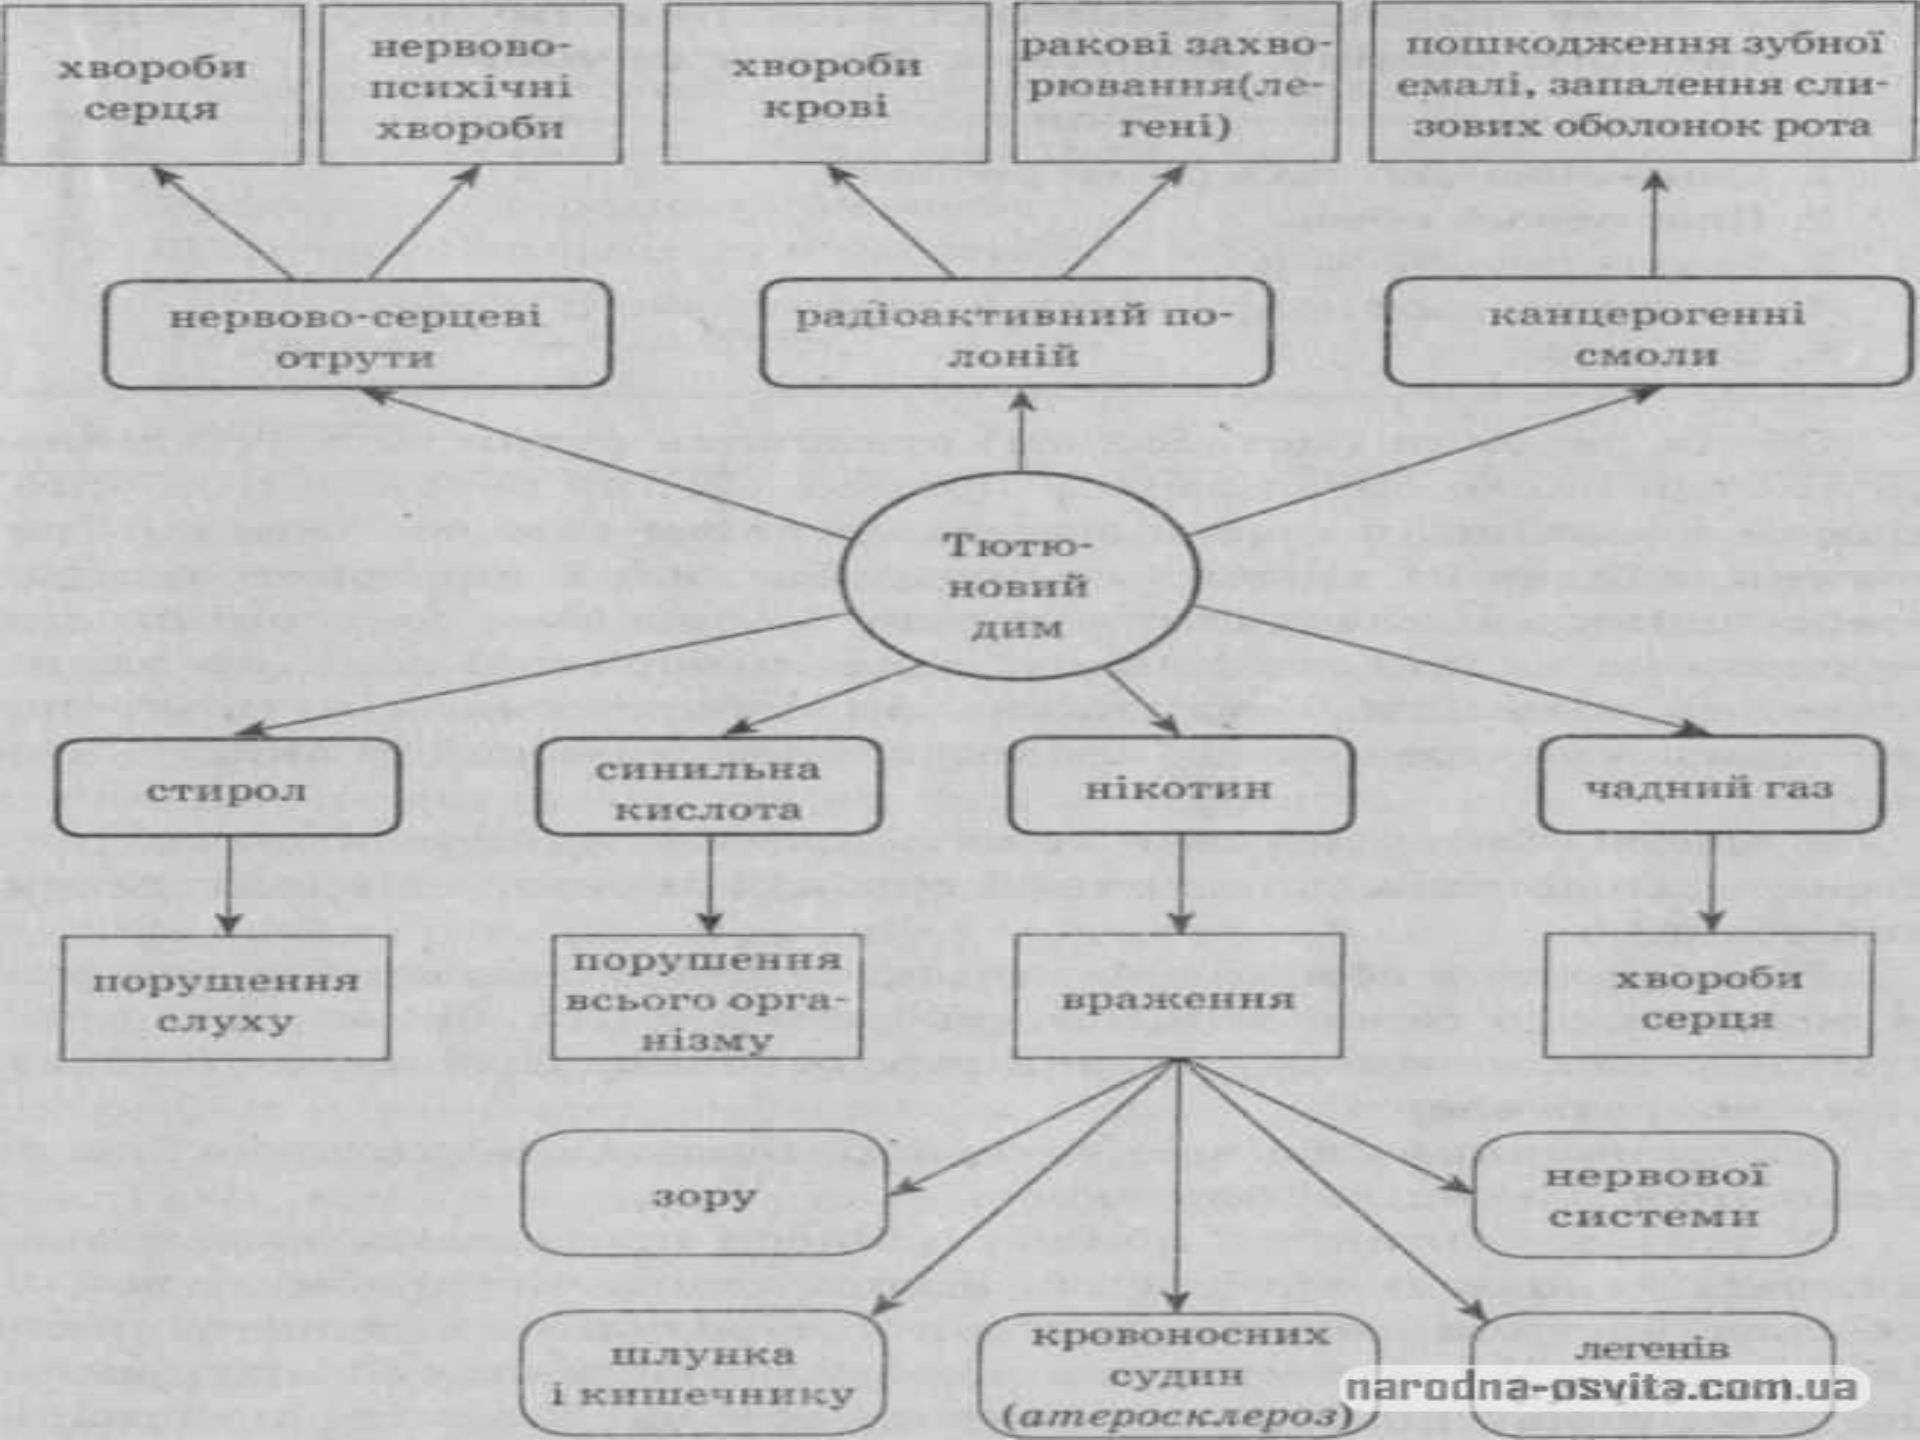 хвороби
серця
нервово-
психічні
хвороби
хвороби
крові
ракові захво-
рювання(ле-
гені)
пошкодження зубної
емалі, запалення сли-
зових оболонок рота
нервово-серцеві
отрути
радіоактивний по-
лоній
канцерогенні
смоли
Тютю-
новий
дим
стирол
синильна
кислота
нікотин
чадний газ
порушення
слуху
порушення
всього орга-
нізму
враження
хвороби
серця
зору
нервової
системи
шлунка
і кишечнику
кровоносних
судин
(атеросклероз)
легенів
narodna-osvita.com.ua